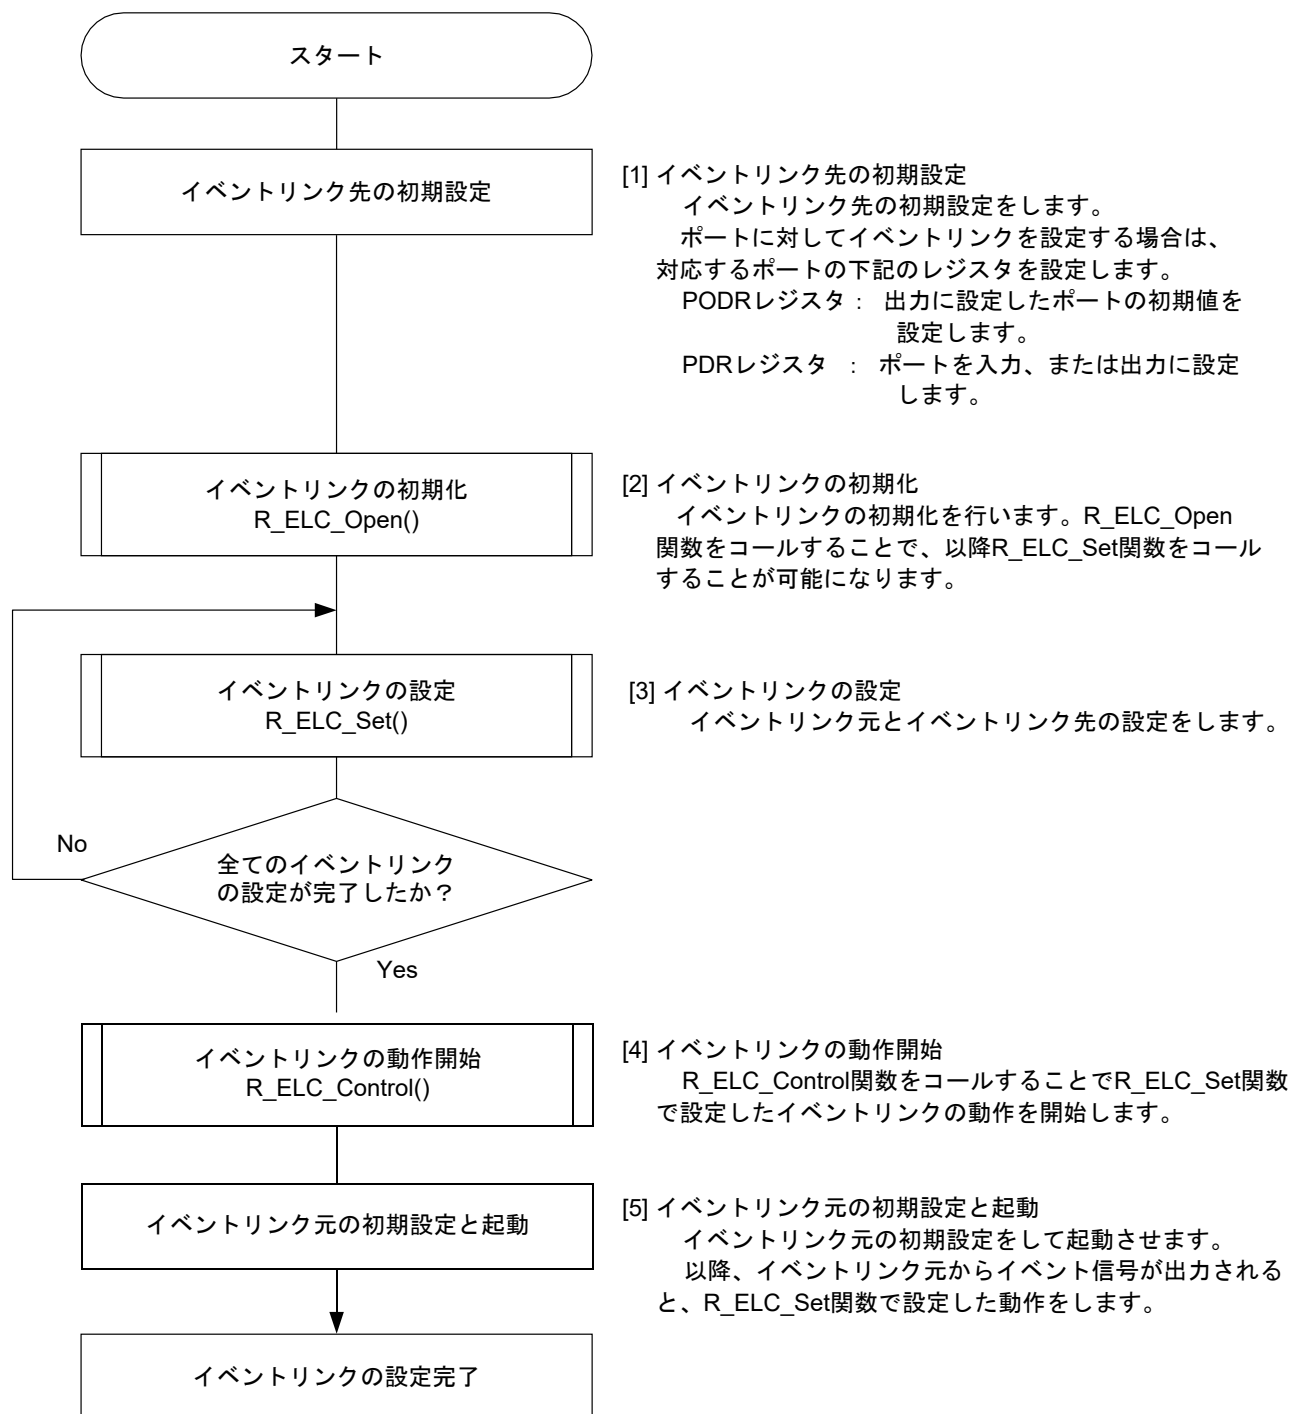 スタート
イベントリンク先の初期設定
[1] イベントリンク先の初期設定
イベントリンク先の初期設定をします。
ポートに対してイベントリンクを設定する場合は、
対応するポートの下記のレジスタを設定します。
PODRレジスタ： 出力に設定したポートの初期値を
設定します。
PDRレジスタ ： ポートを入力、または出力に設定
します。
イベントリンクの初期化
R_ELC_Open()
[2] イベントリンクの初期化
イベントリンクの初期化を行います。R_ELC_Open
関数をコールすることで、以降R_ELC_Set関数をコール
することが可能になります。
イベントリンクの設定
R_ELC_Set()
[3] イベントリンクの設定
イベントリンク元とイベントリンク先の設定をします。
No
全てのイベントリンク
の設定が完了したか？
Yes
イベントリンクの動作開始
R_ELC_Control()
[4] イベントリンクの動作開始
R_ELC_Control関数をコールすることでR_ELC_Set関数
で設定したイベントリンクの動作を開始します。
イベントリンク元の初期設定と起動
[5] イベントリンク元の初期設定と起動
イベントリンク元の初期設定をして起動させます。
以降、イベントリンク元からイベント信号が出力される
と、R_ELC_Set関数で設定した動作をします。
イベントリンクの設定完了